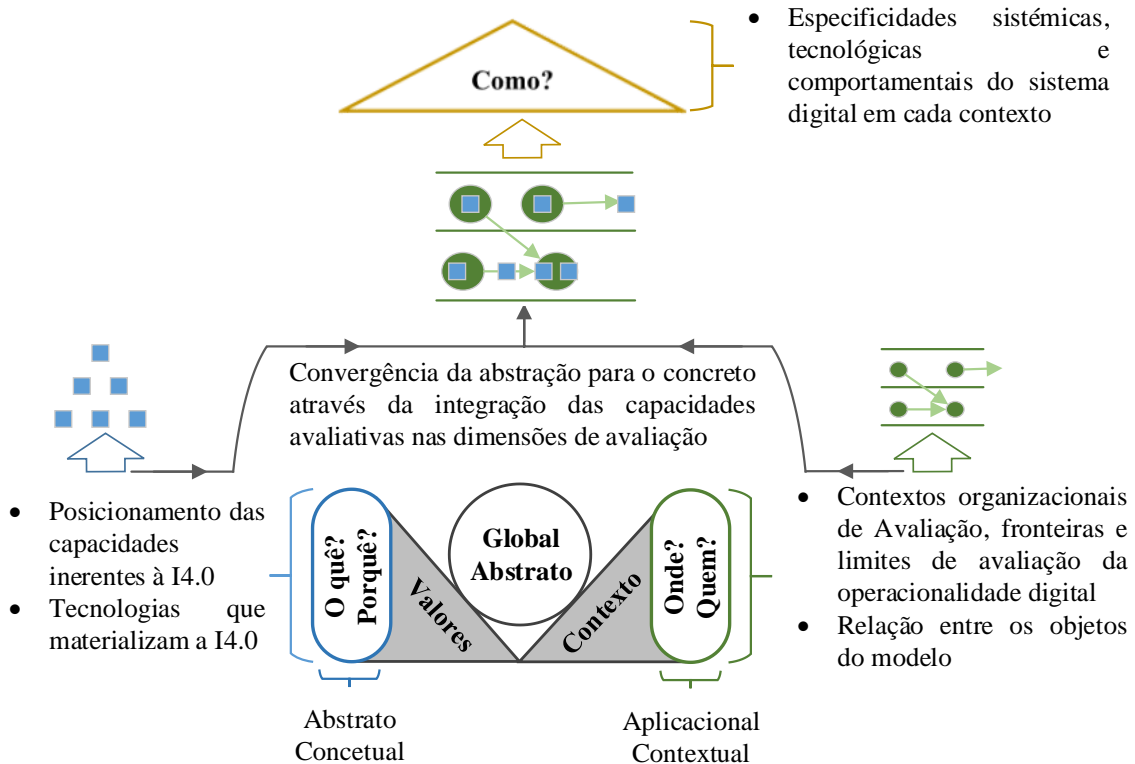 Como?
• Especificidades sistémicas,
tecnológicas e
comportamentais do sistema
digital em cada contexto
Convergência da abstração para o concreto
através da integração das capacidades
avaliativas nas dimensões de avaliação
• Posicionamento das
capacidades
inerentes à I4.0
• Tecnologias que
materializam a I4.0
O quê?
Porquê?
Valores
Global
Abstrato
Contexto
Onde?
Quem?
• Contextos organizacionais
de Avaliação, fronteiras e
limites de avaliação da
operacionalidade digital
• Relação entre os objetos
do modelo
Abstrato
Concetual
Aplicacional
Contextual